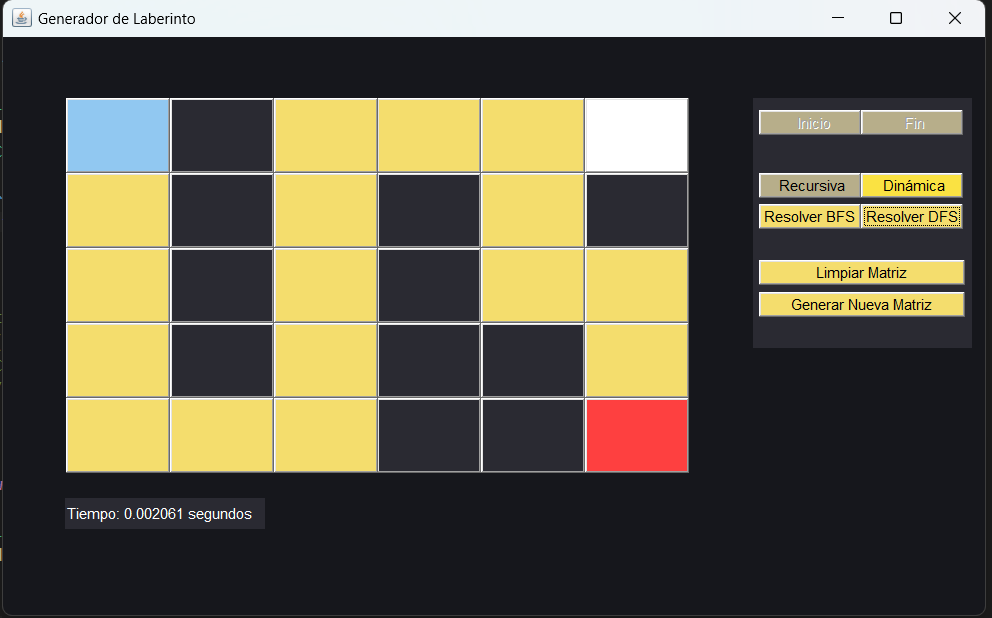 Generador de Laberinto
Inicio Fin
Recursiva Dinámica
Resolver BFS Resolver DFS
Limpiar Matriz
Generar Nueva Matriz
Tiempo: 0.002061 segundos